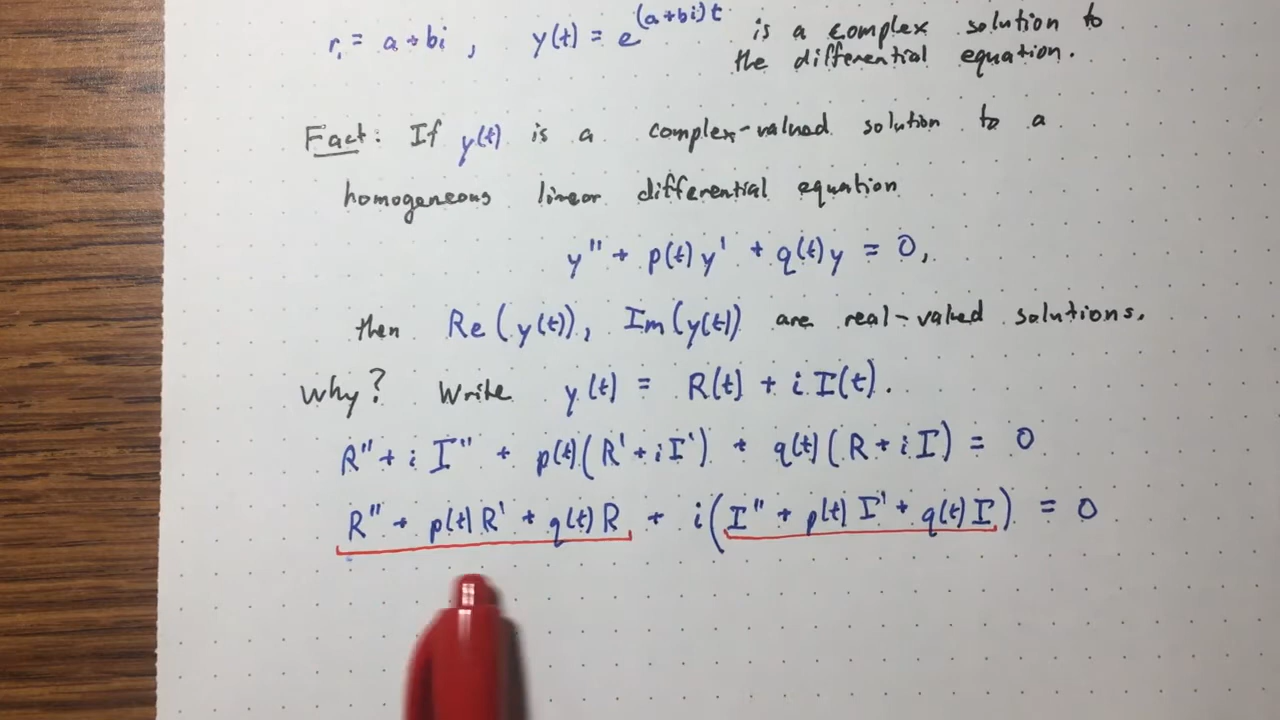 r₁ = a+bi, y(t) = e^{(a+bi)t} is a complex solution to
the differential equation.
Fact: If y(t) is a complex-valued solution to a
homogeneous linear differential equation
y" + p(t)y' + q(t)y = 0,
then Re(y(t)), Im(y(t)) are real-valued solutions.
Why? Write y(t) = R(t) + i I(t).
R" + i I" + p(t)(R' + i I') + q(t)(R + i I) = 0
R" + p(t)R' + q(t)R + i(I" + p(t)I' + q(t)I) = 0